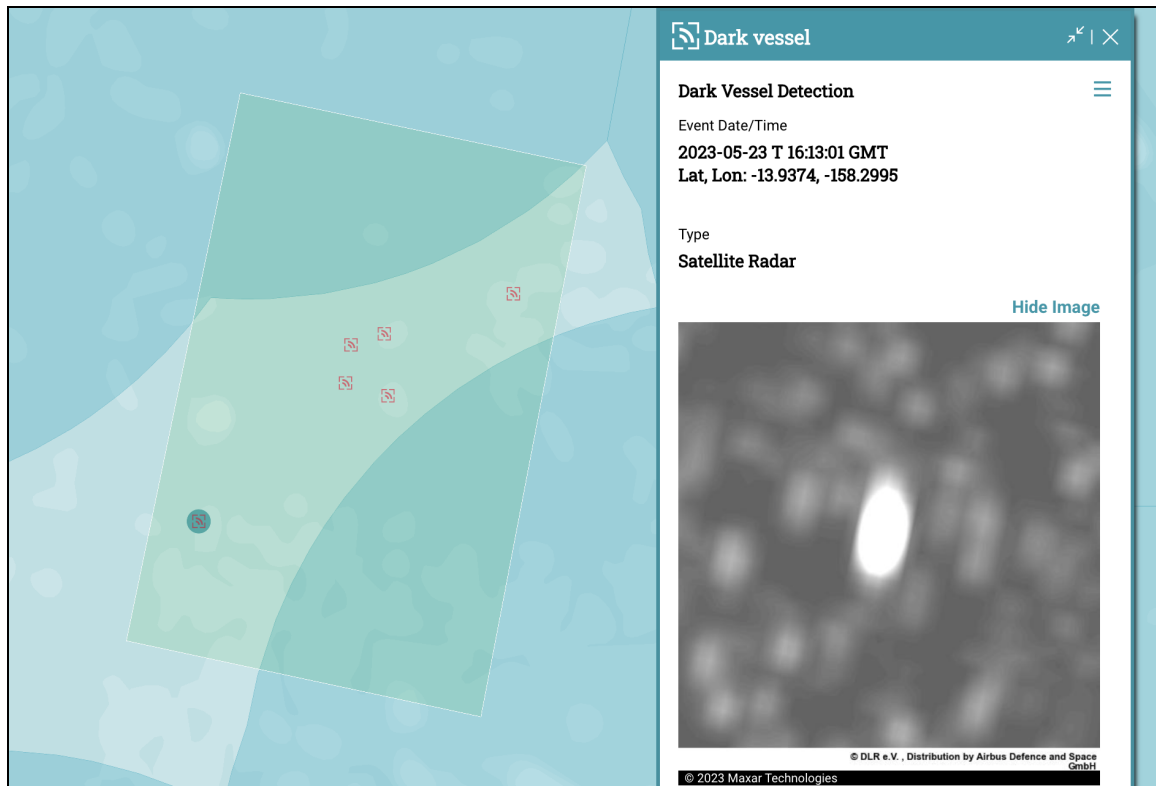 Dark vessel
Dark Vessel Detection
Event Date/Time
2023-05-23 T 16:13:01 GMT
Lat, Lon: -13.9374, -158.2995
Type
Satellite Radar
Hide Image
© DLR e.V. , Distribution by Airbus Defence and Space
GmbH
© 2023 Maxar Technologies